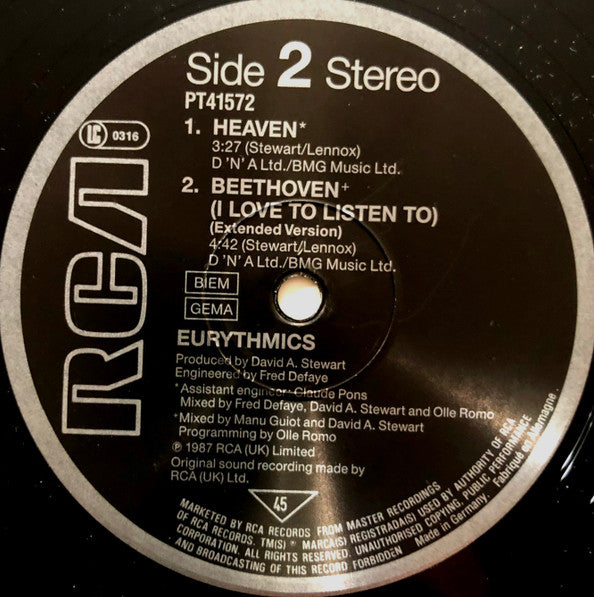 Side 2 Stereo
PT41572
LC 0316
1. HEAVEN*
3:27 (Stewart/Lennox)
D 'N' A Ltd./BMG Music Ltd.
2. BEETHOVEN+
(I LOVE TO LISTEN TO)
(Extended Version)
4:42 (Stewart/Lennox)
D 'N' A Ltd./BMG Music Ltd.
RCA
BIEM
GEMA
EURYTHMICS
Produced by David A. Stewart
Engineered by Fred Defaye
*Assistant engineer: Claude Pons
Mixed by Fred Defaye, David A. Stewart and Olle Romo
*Mixed by Manu Guiot and David A. Stewart
Programming by Olle Romo
℗ 1987 RCA (UK) Limited
Original sound recording made by
RCA (UK) Ltd.
45
MARKETED BY RCA RECORDS FROM MASTER RECORDINGS
OF RCA RECORDS. TM(S)® MARCA(S) REGISTRADA(S) USED BY AUTHORITY OF RCA
CORPORATION. ALL RIGHTS RESERVED. UNAUTHORISED COPYING, PUBLIC PERFORMANCE
AND BROADCASTING OF THIS RECORD FORBIDDEN
Made in Germany. Fabriqué en Allemagne.